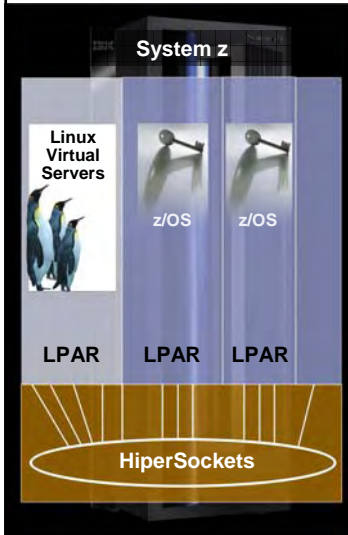 System z
Linux
Virtual
Servers
z/OS
z/OS
LPAR
LPAR
LPAR
HiperSockets